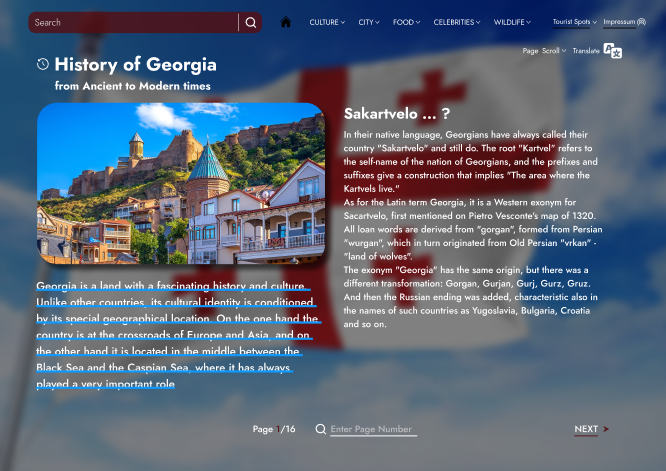 Search
CULTURE
CITY
FOOD
CELEBRITIES
WILDLIFE
Tourist Spots
Impressum
Page Scroll
Translate
History of Georgia
from Ancient to Modern times
Sakartvelo ... ?
In their native language, Georgians have always called their
country "Sakartvelo" and still do. The root "Kartvel" refers to
the self-name of the nation of Georgians, and the prefixes and
suffixes give a construction that implies "The area where the
Kartvels live."
As for the Latin term Georgia, it is a Western exonym for
Sacartvelo, first mentioned on Pietro Vesconte's map of 1320.
All loan words are derived from "gorgan", formed from Persian
"wurgan", which in turn originated from Old Persian "vrkan" -
"land of wolves".
The exonym "Georgia" has the same origin, but there was a
different transformation: Gorgan, Gurjan, Gurj, Gurz, Gruz.
And then the Russian ending was added, characteristic also in
the names of such countries as Yugoslavia, Bulgaria, Croatia
and so on.
Georgia is a land with a fascinating history and culture.
Unlike other countries, its cultural identity is conditioned
by its special geographical location. On the one hand the
country is at the crossroads of Europe and Asia, and on
the other hand it is located in the middle between the
Black Sea and the Caspian Sea, where it has always
played a very important role
Page 1/16
Enter Page Number
NEXT